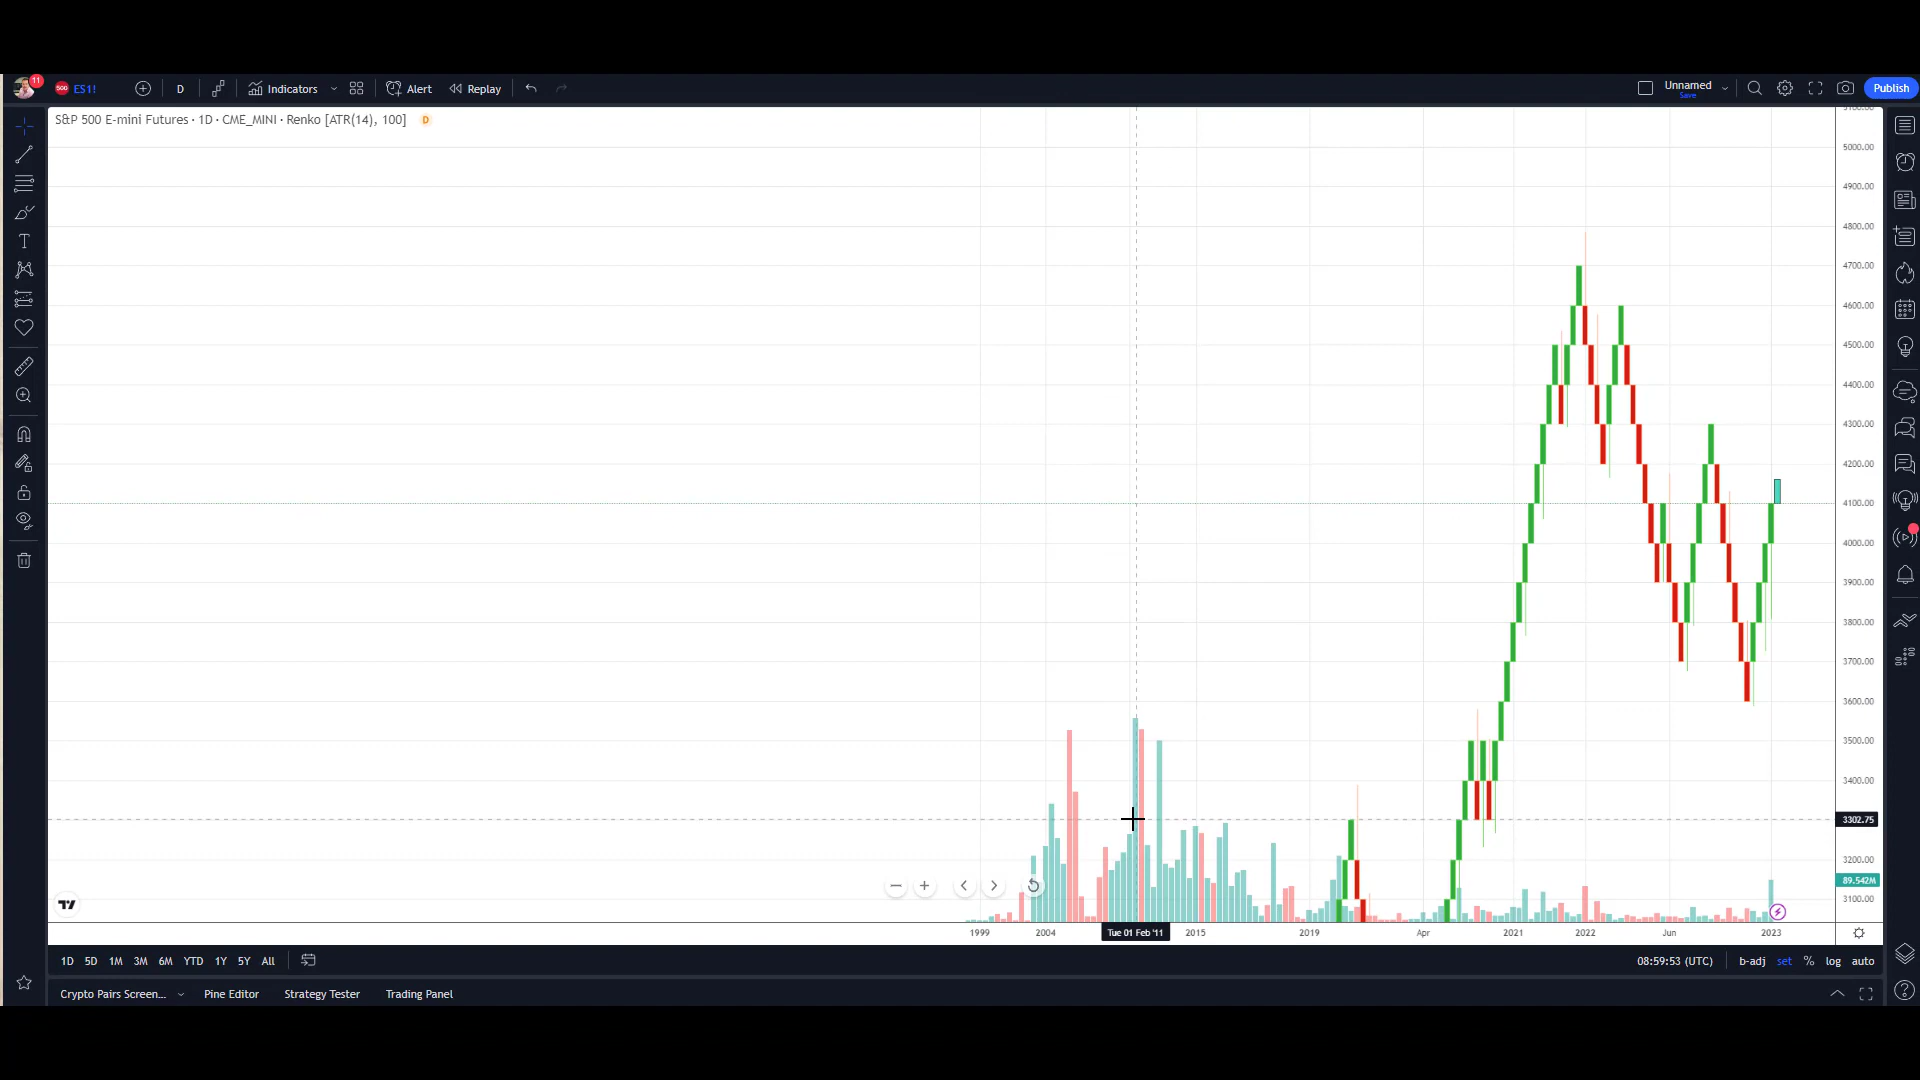 11
500
ES1!
D
Indicators
Alert
Replay
Unnamed
Save
Publish
S&P 500 E-mini Futures · 1D · CME_MINI · Renko [ATR(14), 100]
D
5000.00
4900.00
4800.00
4700.00
4600.00
4500.00
4400.00
4300.00
4200.00
4100.00
4000.00
3900.00
3800.00
3700.00
3600.00
3500.00
3400.00
3302.75
3200.00
89.542M
3100.00
1999
2004
Tue 01 Feb '11
2015
2019
Apr
2021
2022
Jun
2023
1D 5D 1M 3M 6M YTD 1Y 5Y All
08:59:53 (UTC)
b-adj set % log auto
Crypto Pairs Screen...
Pine Editor
Strategy Tester
Trading Panel